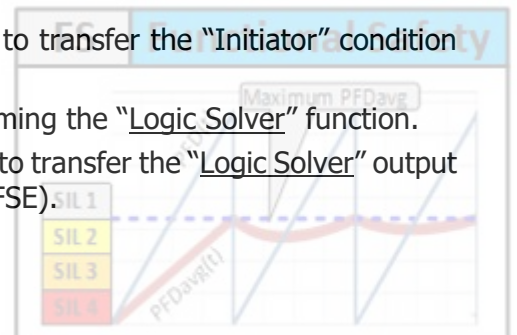 FS Functional Safety
to transfer the “Initiator” condition
Maximum PFDavg
ming the “Logic Solver” function.
to transfer the “Logic Solver” output
FSE).
SIL 1
SIL 2
SIL 3
SIL 4
PFDavg(t)